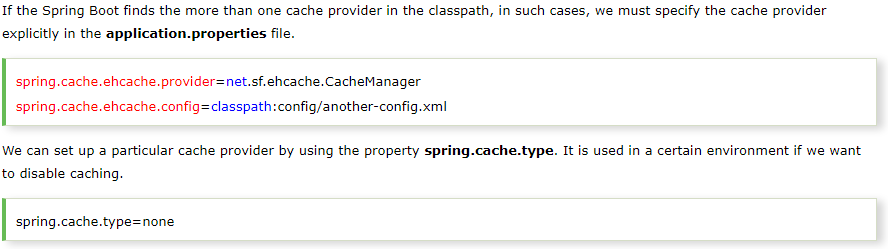 If the Spring Boot finds the more than one cache provider in the classpath, in such cases, we must specify the cache provider
explicitly in the application.properties file.
spring.cache.ehcache.provider=net.sf.ehcache.CacheManager
spring.cache.ehcache.config=classpath:config/another-config.xml
We can set up a particular cache provider by using the property spring.cache.type. It is used in a certain environment if we want
to disable caching.
spring.cache.type=none